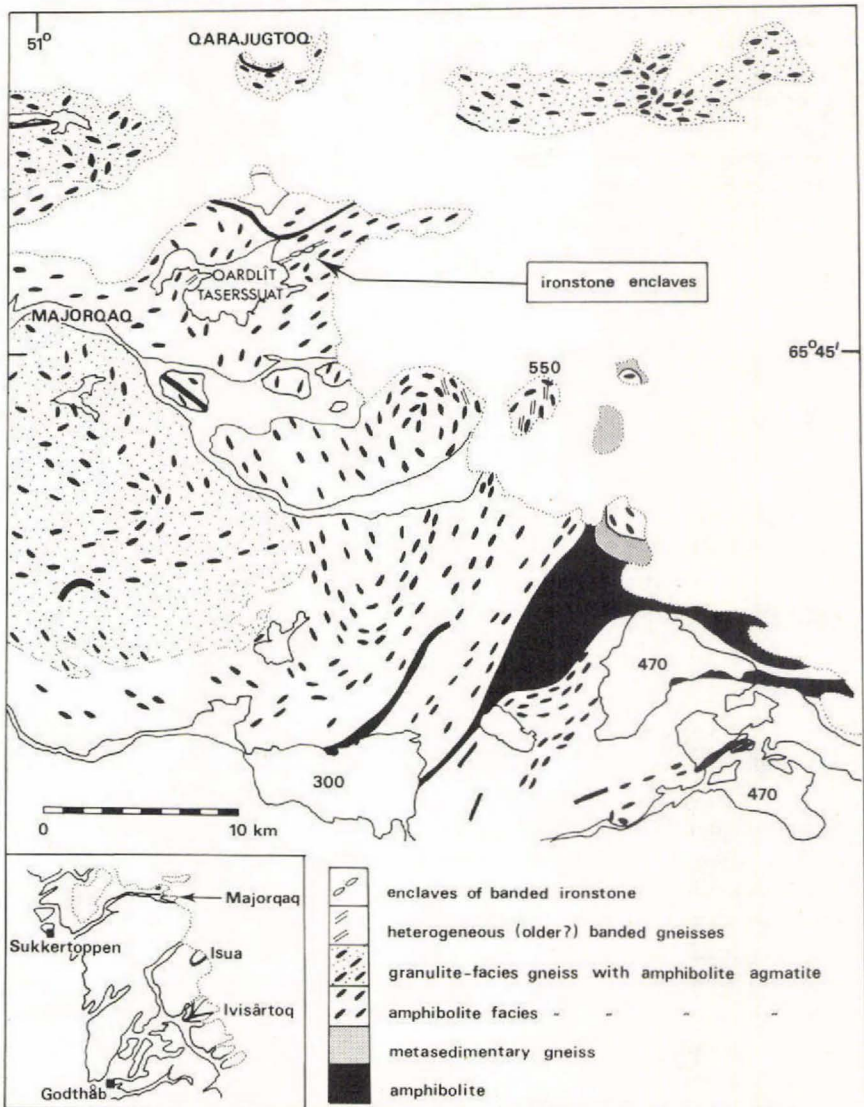 51°
QARAJUGTOQ
QARDLÎT
TASERSSUAT
ironstone enclaves
MAJORQAQ
65°45'
550
470
300
470
0 10 km
Majorqaq
Sukkertoppen
Isua
Ivisârtoq
Godthåb
enclaves of banded ironstone
heterogeneous (older?) banded gneisses
granulite-facies gneiss with amphibolite agmatite
amphibolite facies " " " "
metasedimentary gneiss
amphibolite